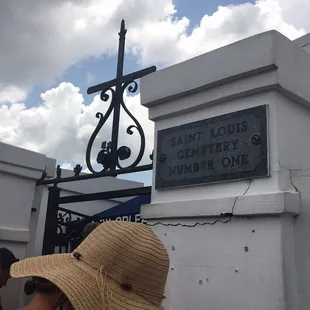 SAINT LOUIS
CEMETERY
NUMBER ONE